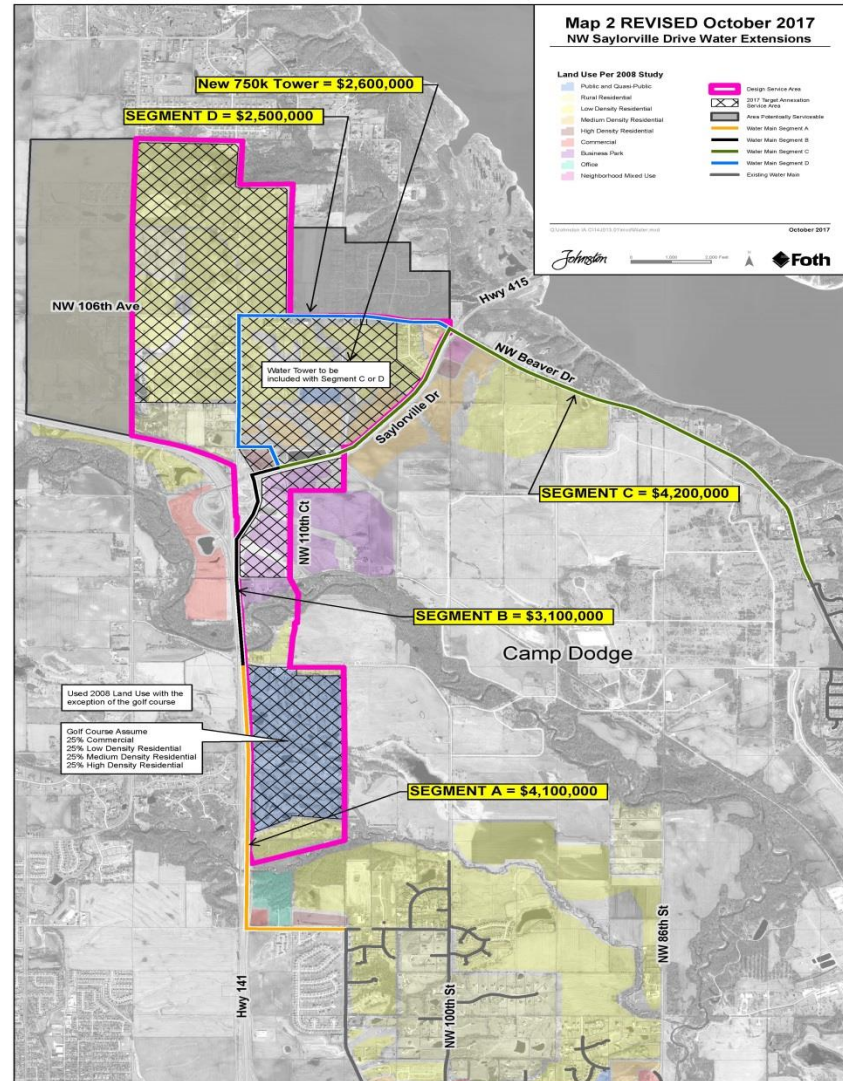 Map 2 REVISED October 2017
NW Saylorville Drive Water Extensions
Land Use Per 2008 Study
Public and Quasi-Public
Rural Residential
Low Density Residential
Medium Density Residential
High Density Residential
Commercial
Business Park
Office
Neighborhood Mixed Use
Design Service Area
2017 Target Annexation
Service Area
Area Potentially Serviceable
Water Main Segment A
Water Main Segment B
Water Main Segment C
Water Main Segment D
Existing Water Main
October 2017
Johnston
0 1,000 2,000 Feet
N
Foth
New 750k Tower = $2,600,000
SEGMENT D = $2,500,000
NW 106th Ave
Hwy 415
NW Beaver Dr
Water Tower to be
included with Segment C or D
Saylorville Dr
SEGMENT C = $4,200,000
NW 110th Ct
SEGMENT B = $3,100,000
Camp Dodge
Used 2008 Land Use with the
exception of the golf course
Golf Course Assume
25% Commercial
25% Low Density Residential
25% Medium Density Residential
25% High Density Residential
SEGMENT A = $4,100,000
NW 86th St
Hwy 141
NW 100th St